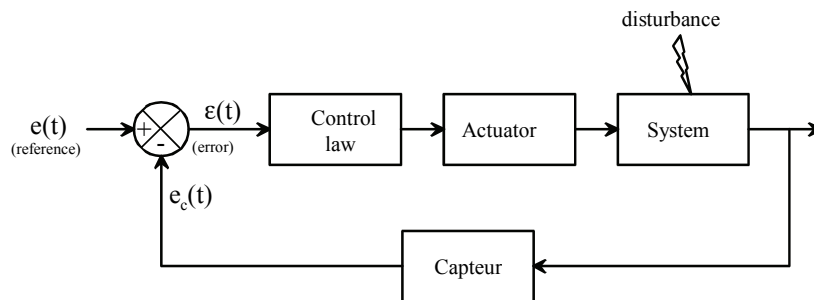 disturbance
e(t)
(reference)
+
-
ε(t)
(error)
Control
law
Actuator
System
e_c(t)
Capteur